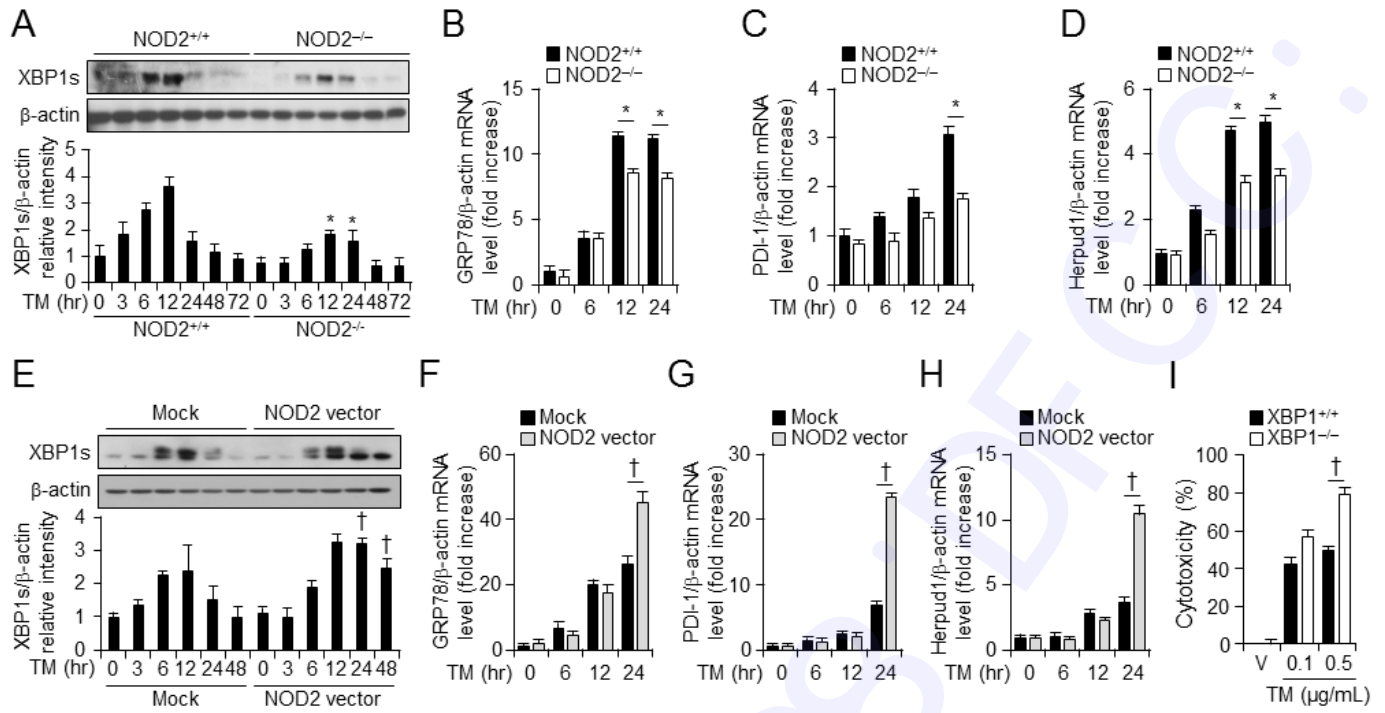 A
NOD2+/+ NOD2−/−
XBP1s
β-actin
XBP1s/β-actin
relative intensity
5
4
3
2
1
0
TM (hr) 0 3 6 12 24 48 72 0 3 6 12 24 48 72
* *
NOD2+/+ NOD2-/-
B
NOD2+/+
NOD2−/−
GRP78/β-actin mRNA
level (fold increase)
15
10
5
0
* *
TM (hr) 0 6 12 24
C
NOD2+/+
NOD2−/−
PDI-1/β-actin mRNA
level (fold increase)
4
3
2
1
0
*
TM (hr) 0 6 12 24
D
NOD2+/+
NOD2−/−
Herpud1/β-actin mRNA
level (fold increase)
6
4
2
0
* *
TM (hr) 0 6 12 24
E
Mock NOD2 vector
XBP1s
β-actin
XBP1s/β-actin
relative intensity
4
3
2
1
0
† †
TM (hr) 0 3 6 12 24 48 0 3 6 12 24 48
Mock NOD2 vector
F
Mock
NOD2 vector
GRP78/β-actin mRNA
level (fold increase)
60
40
20
0
†
TM (hr) 0 6 12 24
G
Mock
NOD2 vector
PDI-1/β-actin mRNA
level (fold increase)
30
20
10
0
†
TM (hr) 0 6 12 24
H
Mock
NOD2 vector
Herpud1/β-actin mRNA
level (fold increase)
15
10
5
0
†
TM (hr) 0 6 12 24
I
XBP1+/+
XBP1−/−
Cytotoxicity (%)
100
80
60
40
20
0
†
V 0.1 0.5
TM (µg/mL)